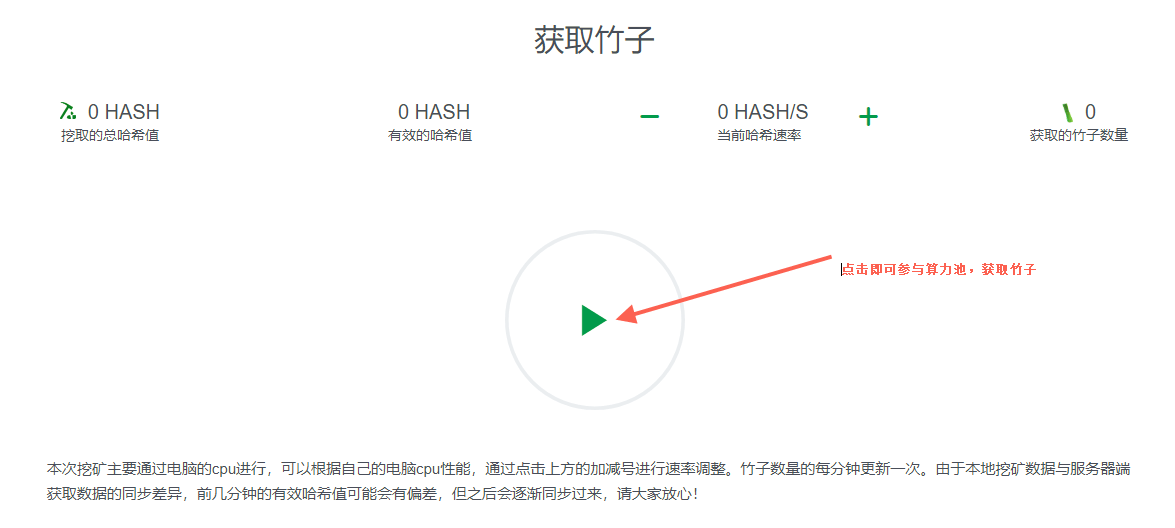 获取竹子
0 HASH
挖取的总哈希值
0 HASH
有效的哈希值
0 HASH/S
当前哈希速率
0
获取的竹子数量
点击即可参与算力池，获取竹子
本次挖矿主要通过电脑的cpu进行，可以根据自己的电脑cpu性能，通过点击上方的加减号进行速率调整。竹子数量的每分钟更新一次。由于本地挖矿数据与服务器端
获取数据的同步差异，前几分钟的有效哈希值可能会有偏差，但之后会逐渐同步过来，请大家放心！